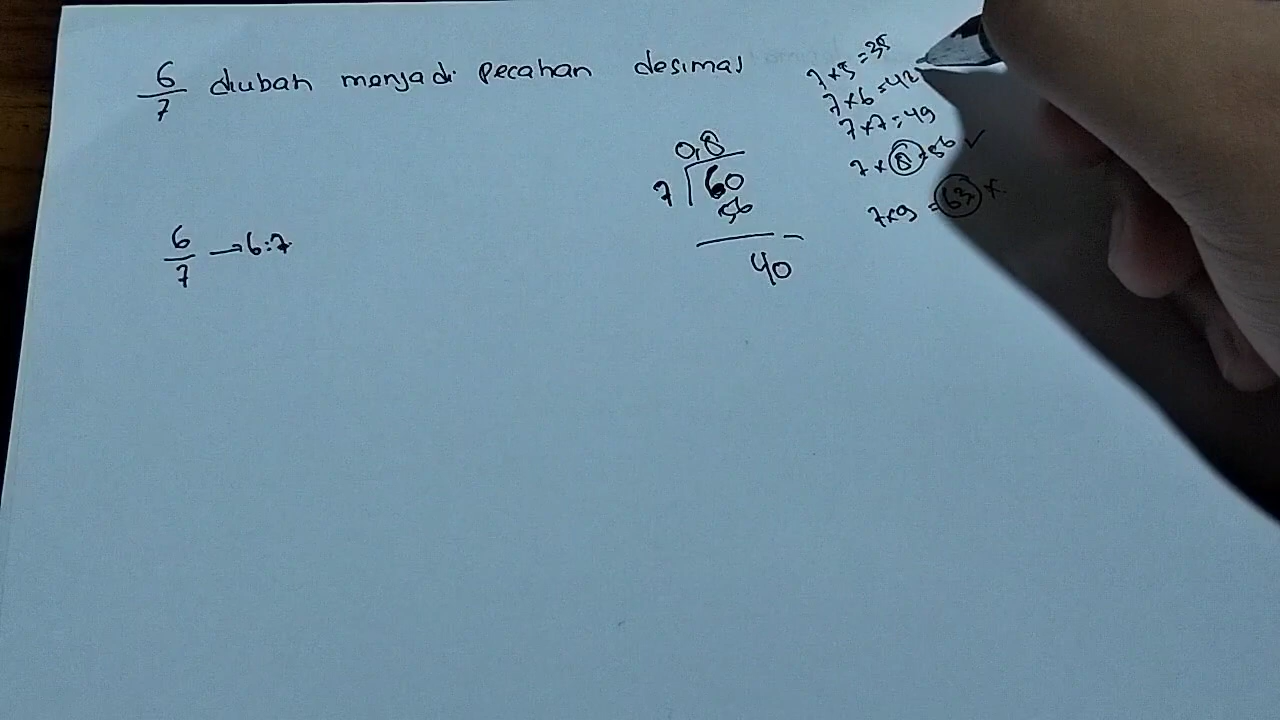 6/7 diubah menjadi pecahan desimal
6/7 → 6:7
0,8
7 60
56
40
7 x 5 = 35
7 x 6 = 42
7 x 7 = 49
7 x 8 = 56 ✓
7 x 9 = 63 x